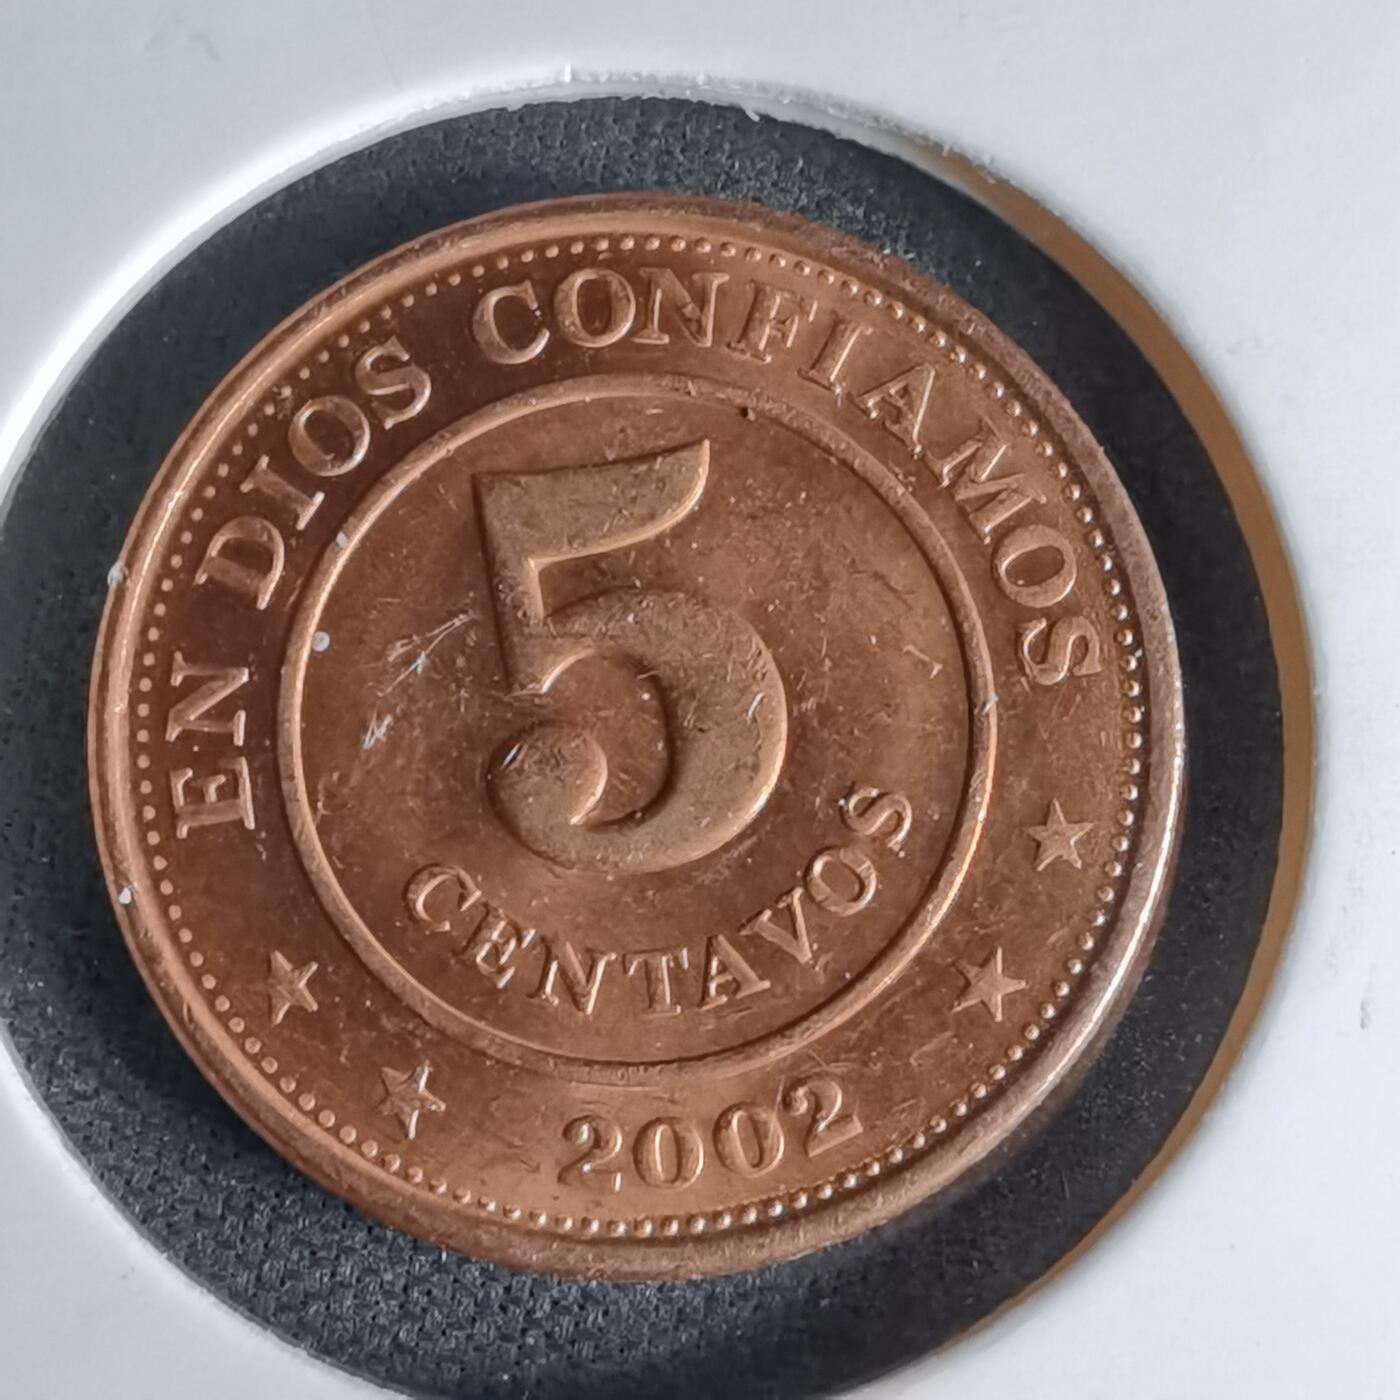 EN DIOS CONFIAMOS
5
CENTAVOS
2002